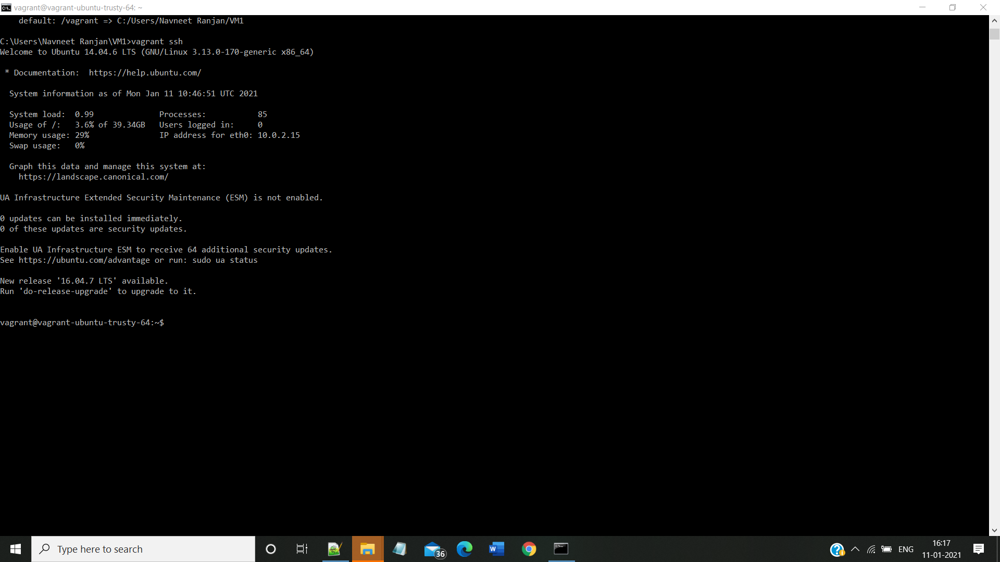 vagrant@vagrant-ubuntu-trusty-64: ~
default: /vagrant => C:/Users/Navneet Ranjan/VM1
C:\Users\Navneet Ranjan\VM1>vagrant ssh
Welcome to Ubuntu 14.04.6 LTS (GNU/Linux 3.13.0-170-generic x86_64)
* Documentation:  https://help.ubuntu.com/
System information as of Mon Jan 11 10:46:51 UTC 2021
System load:  0.99              Processes:           85
Usage of /:   3.6% of 39.34GB   Users logged in:     0
Memory usage: 29%               IP address for eth0: 10.0.2.15
Swap usage:   0%
Graph this data and manage this system at:
https://landscape.canonical.com/
UA Infrastructure Extended Security Maintenance (ESM) is not enabled.
0 updates can be installed immediately.
0 of these updates are security updates.
Enable UA Infrastructure ESM to receive 64 additional security updates.
See https://ubuntu.com/advantage or run: sudo ua status
New release '16.04.7 LTS' available.
Run 'do-release-upgrade' to upgrade to it.
vagrant@vagrant-ubuntu-trusty-64:~$
Type here to search
36
ENG
16:17
11-01-2021